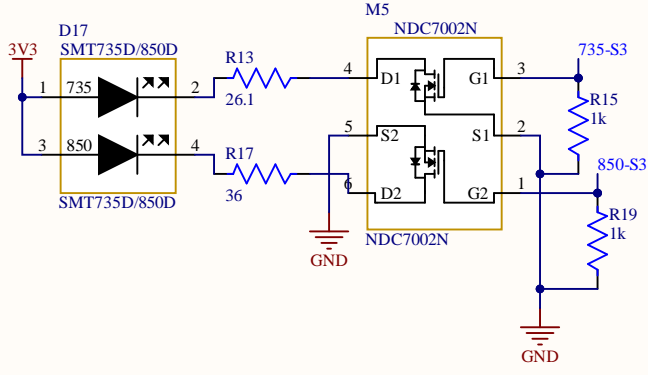 M5
NDC7002N
D17
SMT735D/850D
3V3
735-S3
R13
26.1
1
735
2
4
D1
G1
3
R15
1k
5
S2
S1
2
3
850
4
R17
36
850-S3
6
D2
G2
1
R19
1k
SMT735D/850D
NDC7002N
GND
GND